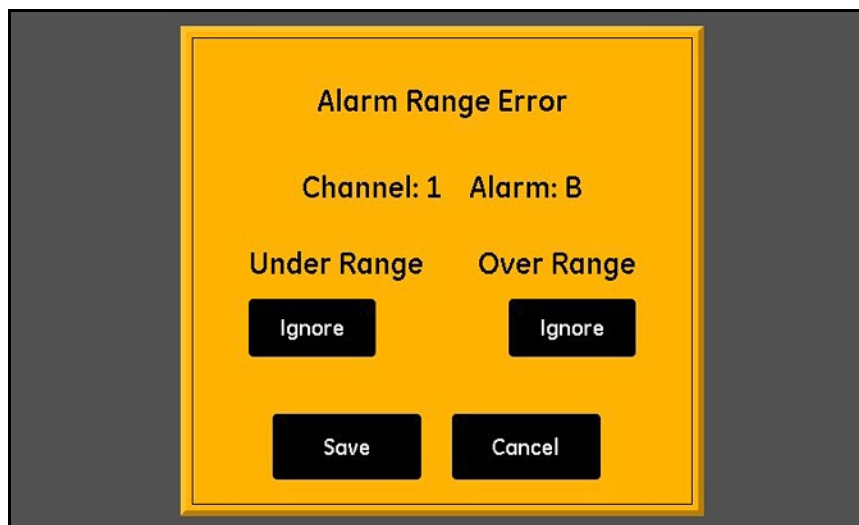 Alarm Range Error
Channel: 1 Alarm: B
Under Range Over Range
Ignore Ignore
Save Cancel